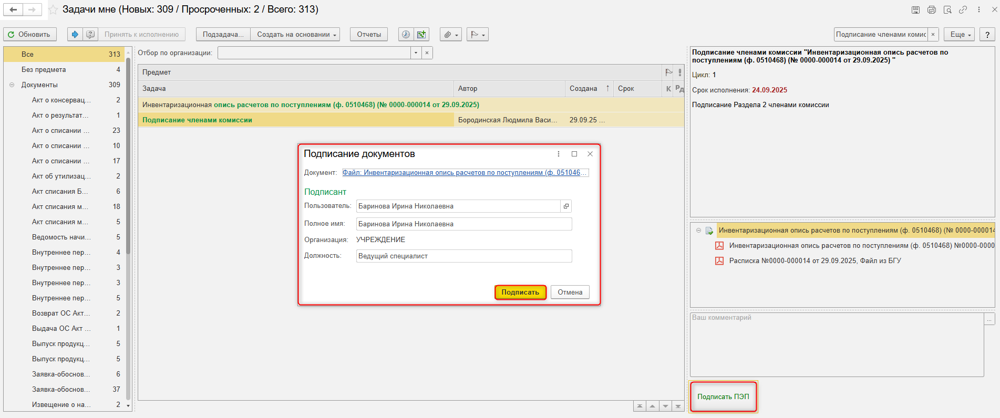 Задачи мне (Новых: 309 / Просроченных: 2 / Всего: 313)
Обновить
Принять к исполнению
Подзадача...
Создать на основании
Отчеты
Подписание членами комис
Еще
?
Все 313
Без предмета 4
Документы 309
Акт о консервац... 2
Акт о результат... 1
Акт о списании ... 23
Акт о списании ... 10
Акт о списании ... 17
Акт об утилизац... 2
Акт списания Б... 6
Акт списания м... 18
Акт списания м... 5
Ведомость начи... 5
Внутреннее пер... 4
Внутреннее пер... 3
Внутреннее пер... 3
Внутреннее пер... 5
Возврат ОС Акт... 2
Выдача ОС Акт ... 1
Выпуск продукц... 5
Выпуск продукц... 5
Заявка-обоснов... 6
Заявка-обоснов... 37
Извещение о на... 2
Отбор по организации:
Предмет
Задача Автор Создана ↑ Срок К Рд
Инвентаризационная опись расчетов по поступлениям (ф. 0510468) (№ 0000-000014 от 29.09.2025)
Подписание членами комиссии Бородинская Людмила Васи... 29.09.25 ...
Подписание документов
Документ: Файл: Инвентаризационная опись расчетов по поступлениям (ф. 051046...
Подписант
Пользователь: Баринова Ирина Николаевна
Полное имя: Баринова Ирина Николаевна
Организация: УЧРЕЖДЕНИЕ
Должность: Ведущий специалист
Подписать Отмена
Подписание членами комиссии "Инвентаризационная опись расчетов по
поступлениям (ф. 0510468) (№ 0000-000014 от 29.09.2025) "
Цикл: 1
Срок исполнения: 24.09.2025
Подписание Раздела 2 членами комиссии
Инвентаризационная опись расчетов по поступлениям (ф. 0510468) (№ 0000-000014
Инвентаризационная опись расчетов по поступлениям (ф. 0510468) №0000-0000
Расписка №0000-000014 от 29.09.2025, Файл из БГУ
Ваш комментарий
...
Подписать ПЭП